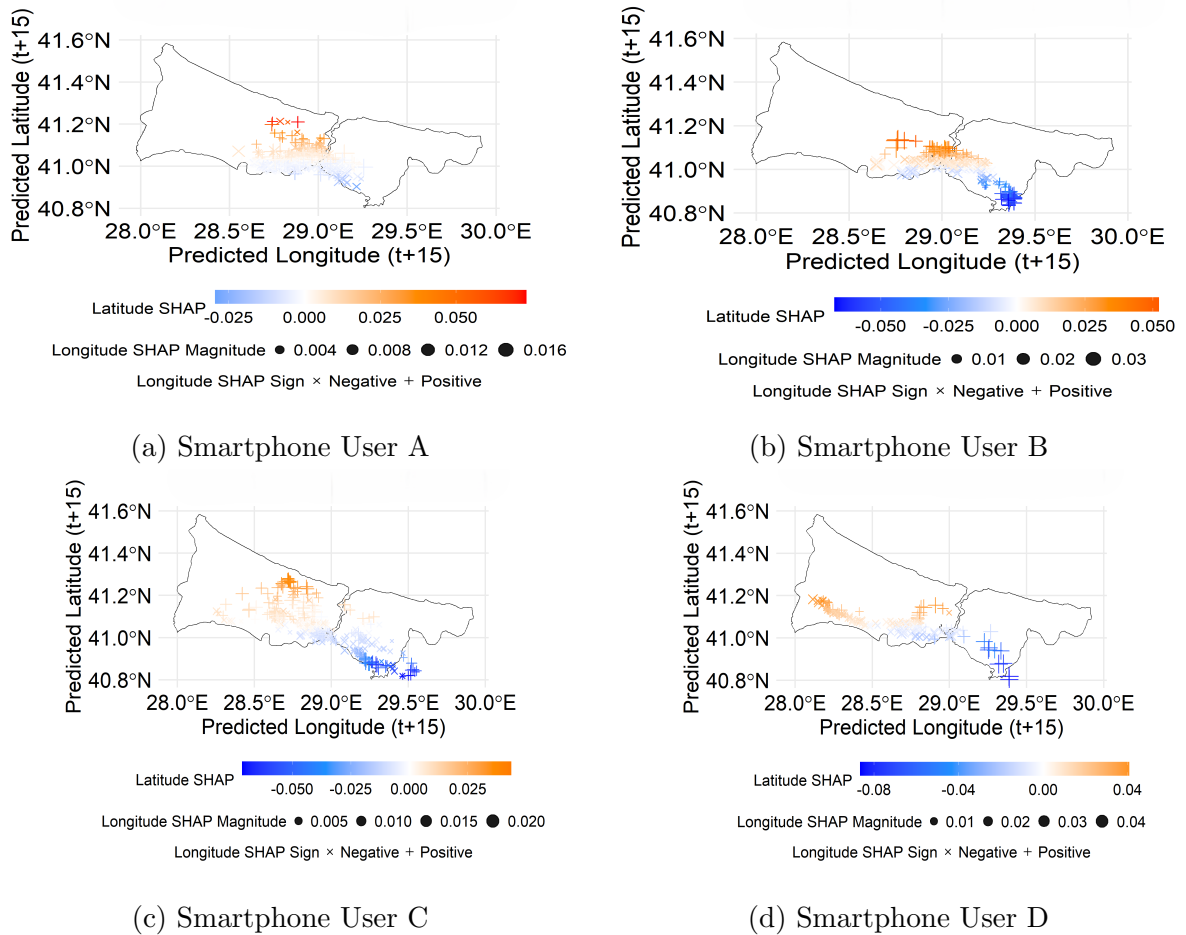 Predicted Latitude (t+15)
41.6°N
41.4°N
41.2°N
41.0°N
40.8°N
28.0°E 28.5°E 29.0°E 29.5°E 30.0°E
Predicted Longitude (t+15)
Latitude SHAP
-0.025 0.000 0.025 0.050
Longitude SHAP Magnitude 0.004 0.008 0.012 0.016
Longitude SHAP Sign × Negative + Positive
(a) Smartphone User A
Predicted Latitude (t+15)
41.6°N
41.4°N
41.2°N
41.0°N
40.8°N
28.0°E 28.5°E 29.0°E 29.5°E 30.0°E
Predicted Longitude (t+15)
Latitude SHAP
-0.050 -0.025 0.000 0.025 0.050
Longitude SHAP Magnitude 0.01 0.02 0.03
Longitude SHAP Sign × Negative + Positive
(b) Smartphone User B
Predicted Latitude (t+15)
41.6°N
41.4°N
41.2°N
41.0°N
40.8°N
28.0°E 28.5°E 29.0°E 29.5°E 30.0°E
Predicted Longitude (t+15)
Latitude SHAP
-0.050 -0.025 0.000 0.025
Longitude SHAP Magnitude 0.005 0.010 0.015 0.020
Longitude SHAP Sign × Negative + Positive
(c) Smartphone User C
Predicted Latitude (t+15)
41.6°N
41.4°N
41.2°N
41.0°N
40.8°N
28.0°E 28.5°E 29.0°E 29.5°E 30.0°E
Predicted Longitude (t+15)
Latitude SHAP
-0.08 -0.04 0.00 0.04
Longitude SHAP Magnitude 0.01 0.02 0.03 0.04
Longitude SHAP Sign × Negative + Positive
(d) Smartphone User D